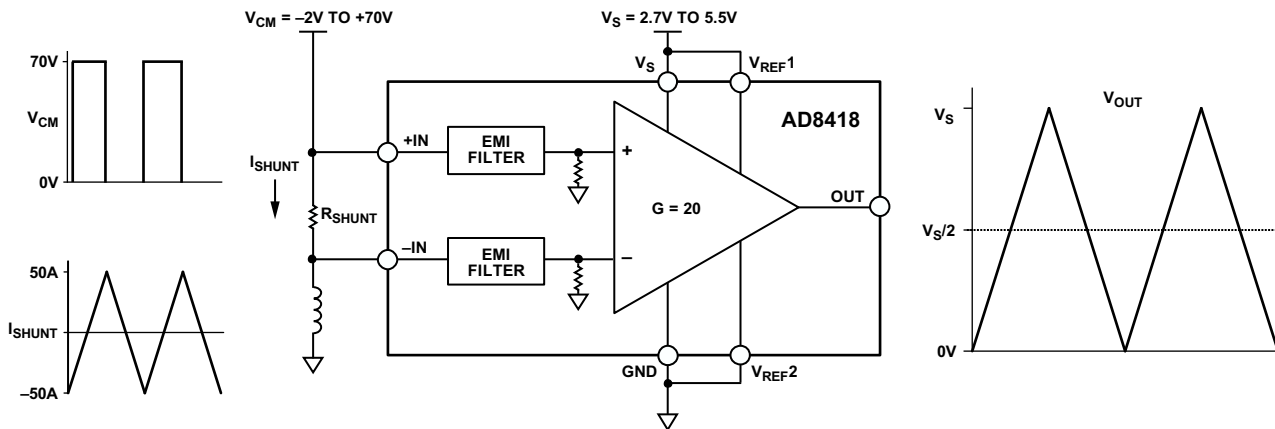 V_CM = –2V TO +70V
V_S = 2.7V TO 5.5V
70V
V_CM
0V
V_S
V_REF1
AD8418
+IN
EMI
FILTER
+
I_SHUNT
R_SHUNT
G = 20
OUT
–IN
EMI
FILTER
–
50A
I_SHUNT
–50A
GND
V_REF2
V_OUT
V_S
V_S/2
0V